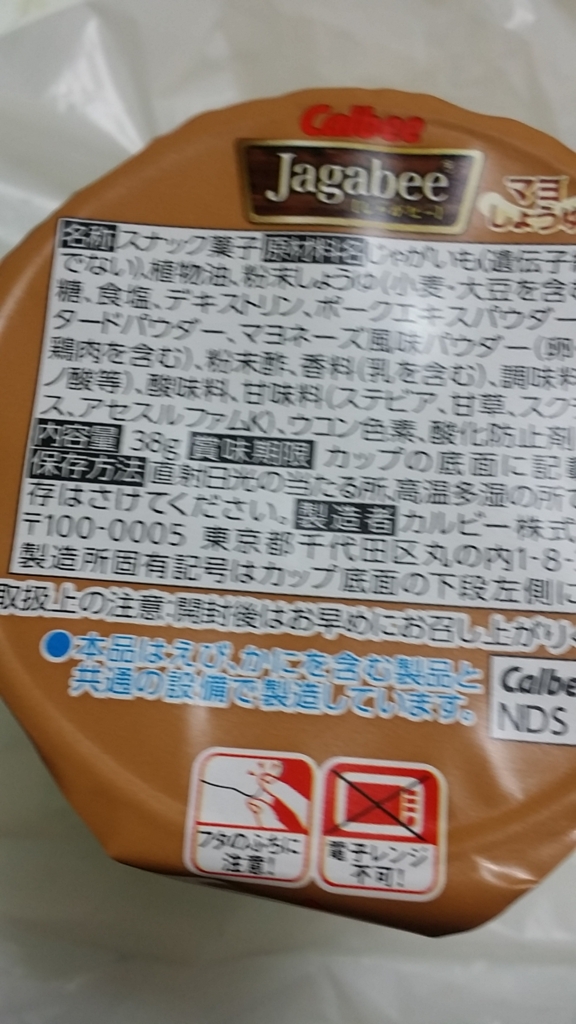 Calbee
Jagabee
マヨ
しょうゆ
名称 スナック菓子 原材料名 じゃがいも(遺伝子
でない)、植物油、粉末しょうゆ(小麦・大豆を含む
糖、食塩、デキストリン、ポークエキスパウダー
タードパウダー、マヨネーズ風味パウダー(卵
鶏肉を含む)、粉末酢、香料(乳を含む)、調味料
ノ酸等)、酸味料、甘味料(ステビア、甘草、スク
ス、アセスルファムK)、ウコン色素、酸化防止剤
内容量 38g 賞味期限 カップの底面に記載
保存方法 直射日光の当たる所、高温多湿の所で
存はさけてください。 製造者 カルビー株式
〒100-0005 東京都千代田区丸の内1-8-
製造所固有記号はカップ底面の下段左側に
取扱上の注意:開封後はお早めにお召し上がり
●本品はえび、かにを含む製品と
共通の設備で製造しています。
Calbe
NDS
フタのふちに
注意!
電子レンジ
不可!